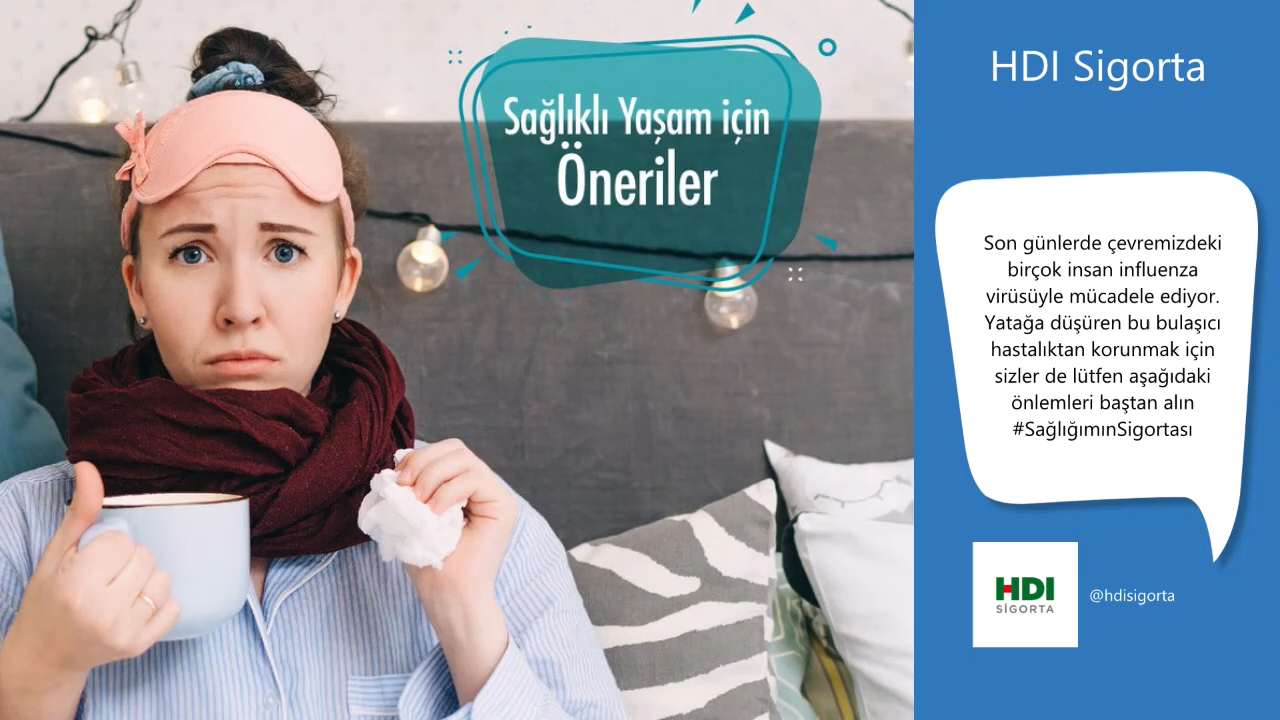 Sağlıklı Yaşam için
Öneriler
HDI Sigorta
Son günlerde çevremizdeki
birçok insan influenza
virüsüyle mücadele ediyor.
Yatağa düşüren bu bulaşıcı
hastalıktan korunmak için
sizler de lütfen aşağıdaki
önlemleri baştan alın
#SağlığımınSigortası
HDI
SİGORTA
@hdisigorta